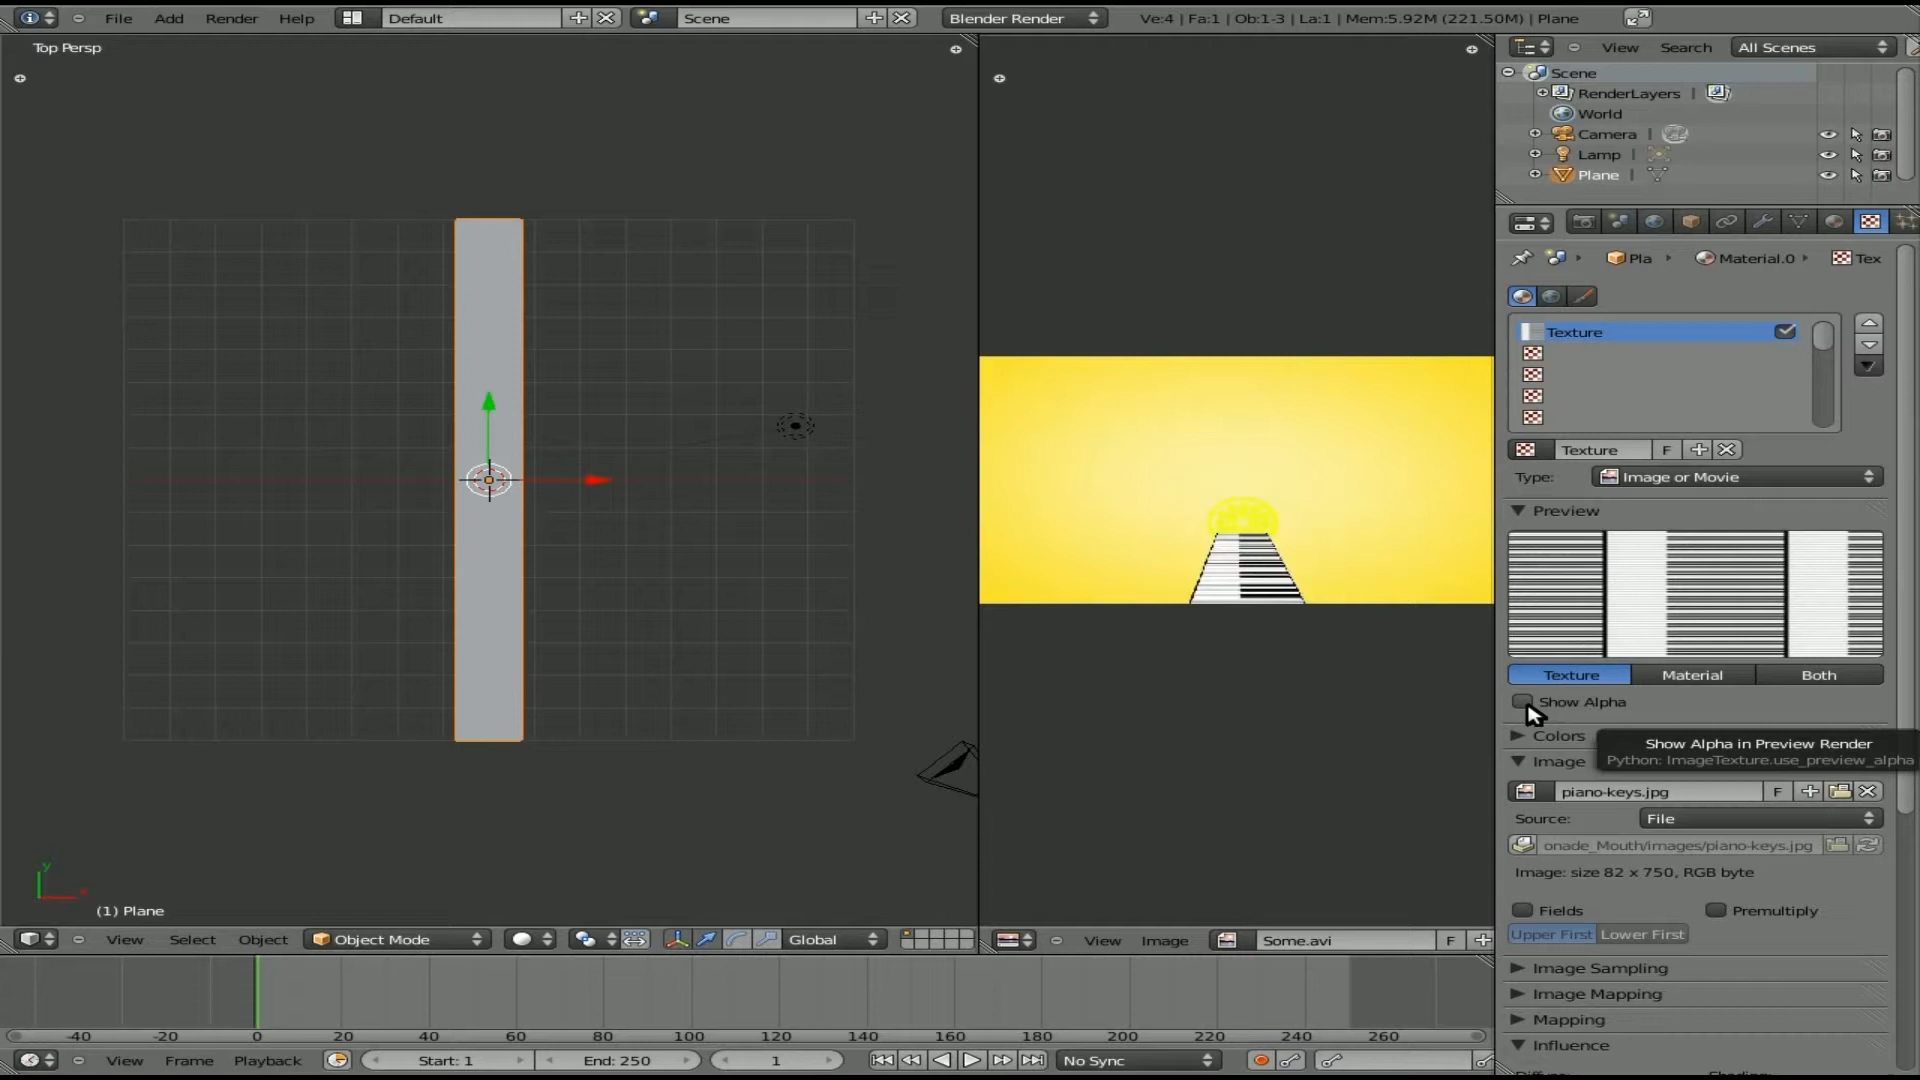 File Add Render Help Default Scene Blender Render Ve:4 | Fa:1 | Ob:1-3 | La:1 | Mem:5.92M (221.50M) | Plane
Top Persp
View Search All Scenes
Scene
RenderLayers |
World
Camera |
Lamp |
Plane |
Pla Material.0 Tex
Texture
Texture F
Type: Image or Movie
Preview
Texture Material Both
Show Alpha
Colors
Show Alpha in Preview Render
Python: ImageTexture.use_preview_alpha
Image
piano-keys.jpg F
Source: File
onade_Mouth/images/piano-keys.jpg
Image: size 82 x 750, RGB byte
Fields Premultiply
Upper First Lower First
Image Sampling
Image Mapping
Mapping
Influence
y
(1) Plane
View Select Object Object Mode Global
View Image Some.avi F
-40 -20 0 20 40 60 80 100 120 140 160 180 200 220 240 260
View Frame Playback Start: 1 End: 250 1 No Sync